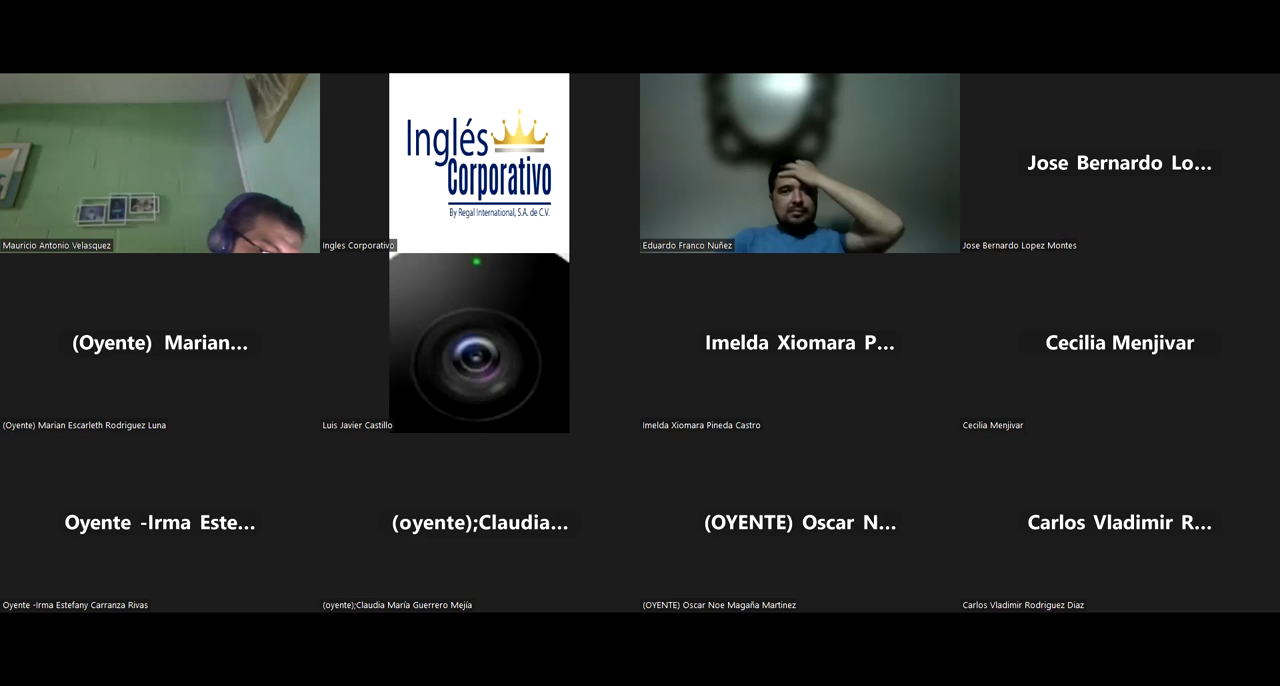 Inglés
Corporativo
By Regal International, S.A. de C.V.
Jose Bernardo Lo...
Mauricio Antonio Velasquez
Ingles Corporativo
Eduardo Franco Nuñez
Jose Bernardo Lopez Montes
(Oyente) Marian...
Imelda Xiomara P...
Cecilia Menjivar
(Oyente) Marian Escarleth Rodriguez Luna
Luis Javier Castillo
Imelda Xiomara Pineda Castro
Cecilia Menjivar
Oyente -Irma Este...
(oyente);Claudia...
(OYENTE) Oscar N...
Carlos Vladimir R...
Oyente -Irma Estefany Carranza Rivas
(oyente);Claudia María Guerrero Mejía
(OYENTE) Oscar Noe Magaña Martinez
Carlos Vladimir Rodriguez Diaz